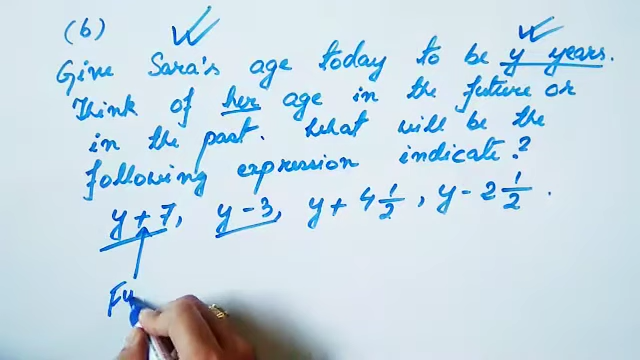 (b)
Give Sara's age today to be y years.
Think of her age in the future or
in the past. What will be the
following expression indicate?
y + 7, y - 3, y + 4 1/2, y - 2 1/2.
Fu